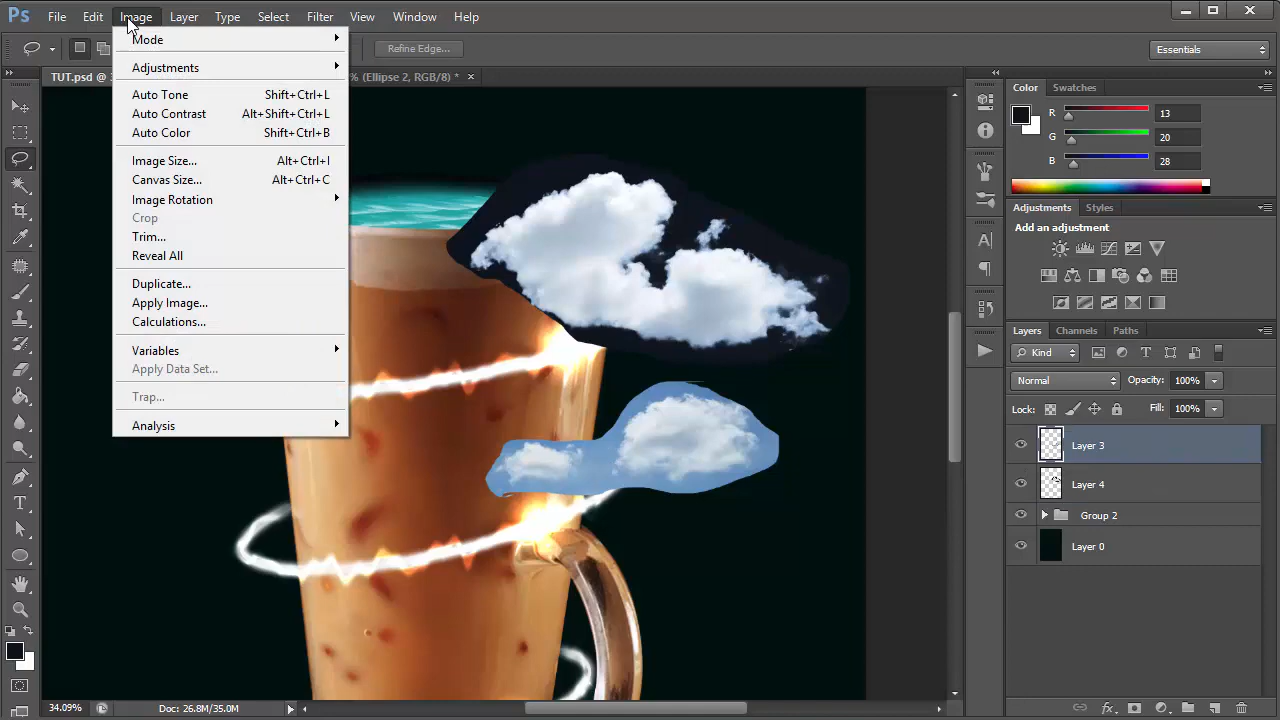 Ps File Edit Image Layer Type Select Filter View Window Help
Refine Edge... Essentials
TUT.psd @ % (Ellipse 2, RGB/8) *
Mode
Adjustments
Auto Tone Shift+Ctrl+L
Auto Contrast Alt+Shift+Ctrl+L
Auto Color Shift+Ctrl+B
Image Size... Alt+Ctrl+I
Canvas Size... Alt+Ctrl+C
Image Rotation
Crop
Trim...
Reveal All
Duplicate...
Apply Image...
Calculations...
Variables
Apply Data Set...
Trap...
Analysis
Color Swatches
R 13
G 20
B 28
Adjustments Styles
Add an adjustment
Layers Channels Paths
Kind
Normal Opacity: 100%
Lock: Fill: 100%
Layer 3
Layer 4
Group 2
Layer 0
34.09% Doc: 26.8M/35.0M